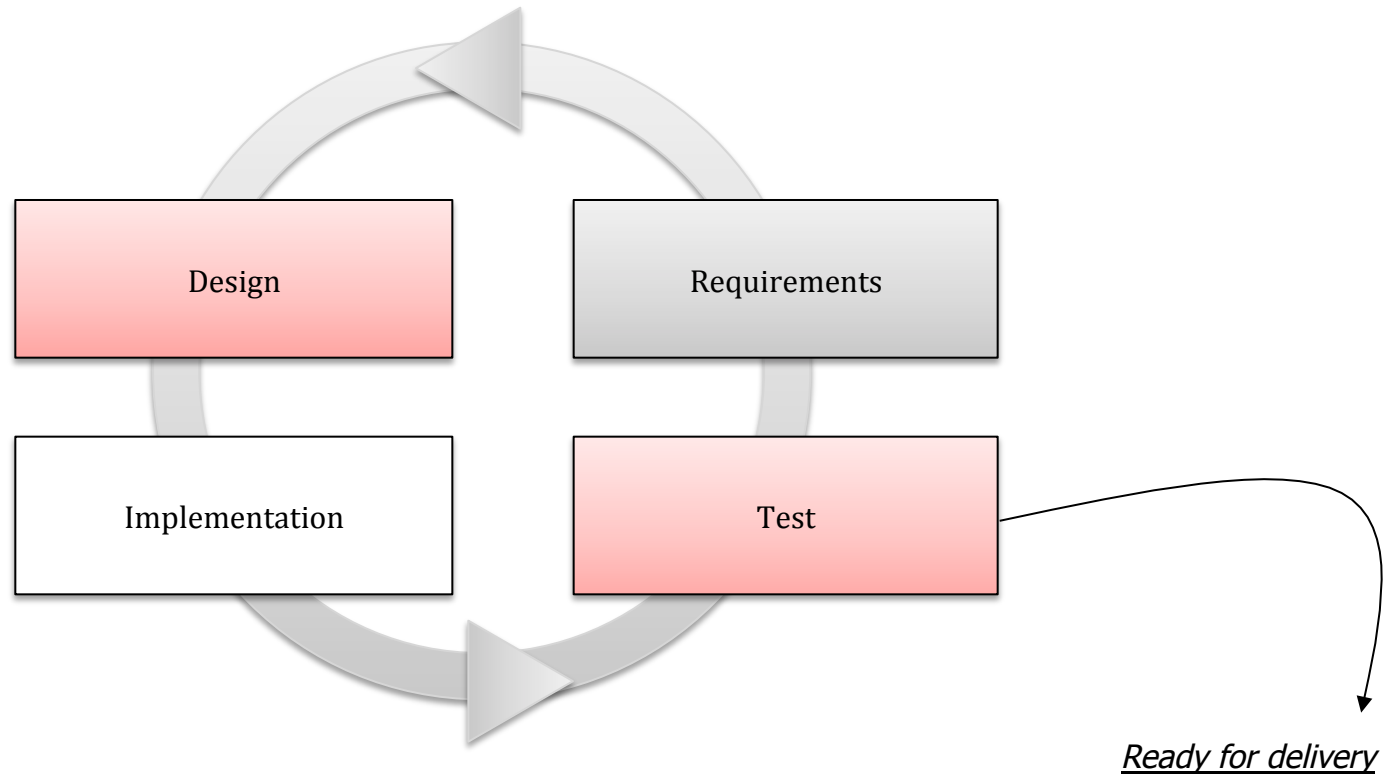 Design
Requirements
Implementation
Test
Ready for delivery